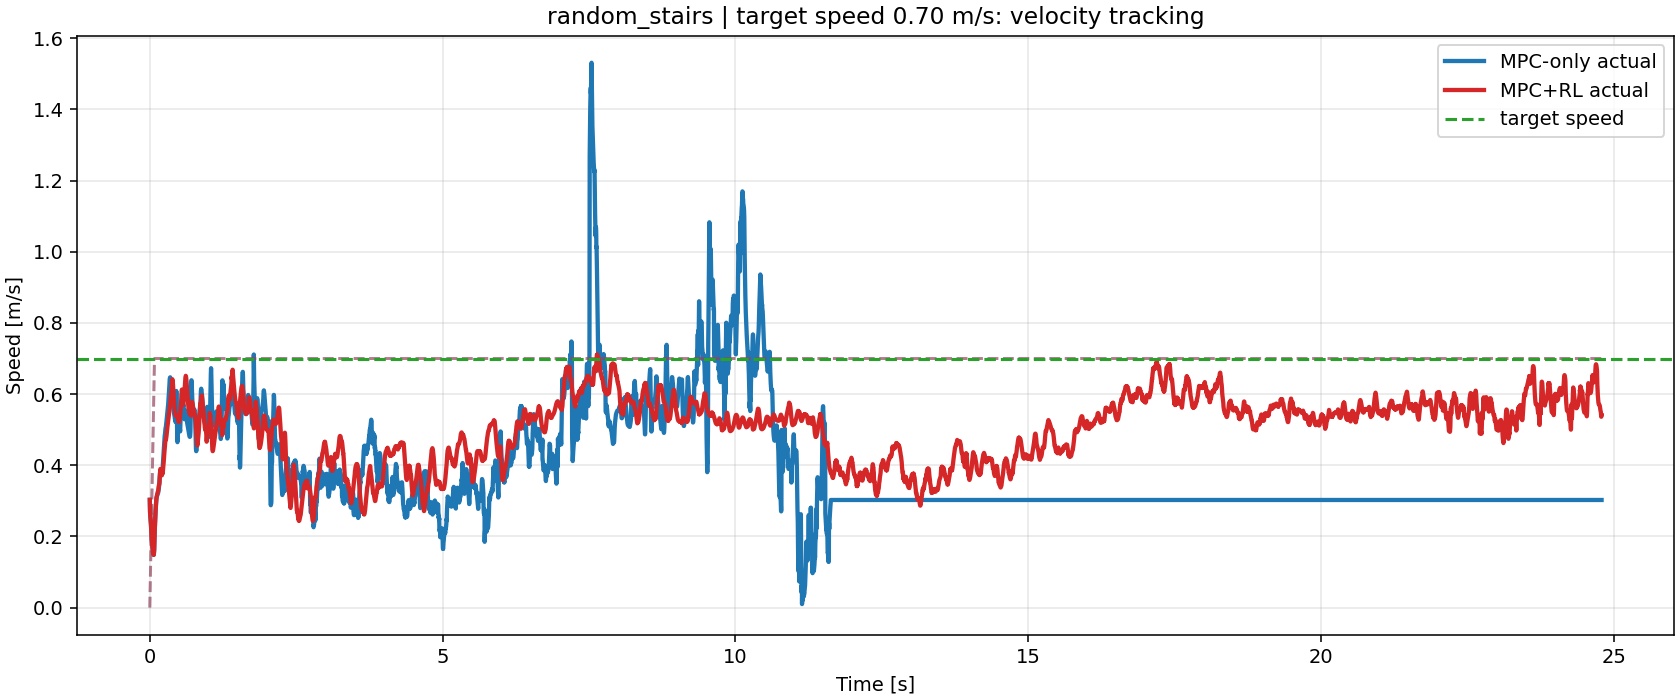 random_stairs | target speed 0.70 m/s: velocity tracking
1.6
1.4
1.2
1.0
0.8
0.6
0.4
0.2
0.0
Speed [m/s]
MPC-only actual
MPC+RL actual
target speed
0 5 10 15 20 25
Time [s]